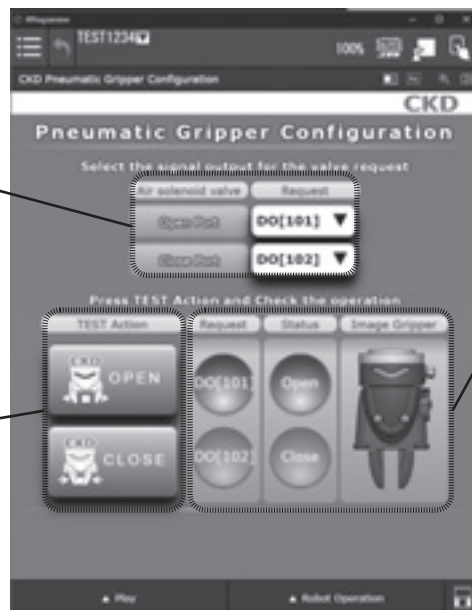 TEST1234
100%
CKD Pneumatic Gripper Configuration
CKD
Pneumatic Gripper Configuration
Select the signal output for the valve request
Air solenoid valve Request
Open Port DO[101] ▼
Close Port DO[102] ▼
Press TEST Action and Check the operation
TEST Action Request Status Image Gripper
CKD OPEN DO[101] Open
CKD CLOSE DO[102] Close
▲ Play ▲ Robot Operation